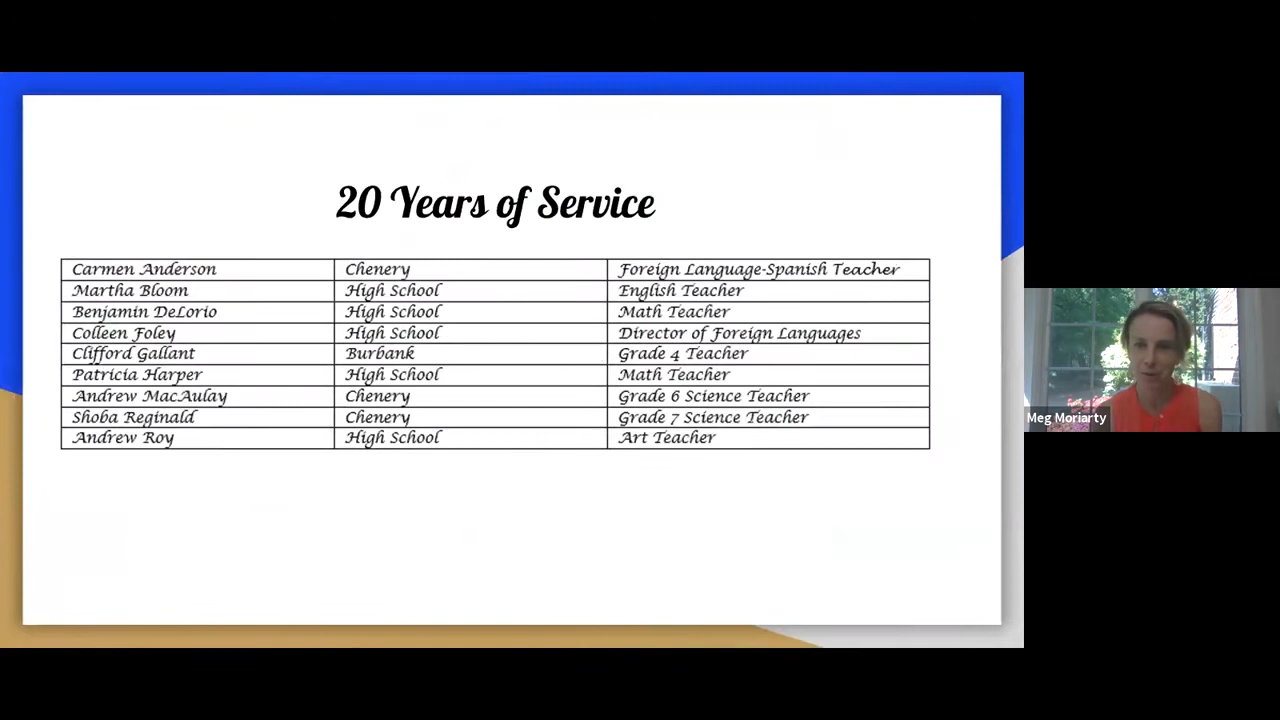 20 Years of Service
Carmen Anderson Chenery Foreign Language-Spanish Teacher
Martha Bloom High School English Teacher
Benjamin DeLorio High School Math Teacher
Colleen Foley High School Director of Foreign Languages
Clifford Gallant Burbank Grade 4 Teacher
Patricia Harper High School Math Teacher
Andrew MacAulay Chenery Grade 6 Science Teacher
Shoba Reginald Chenery Grade 7 Science Teacher
Andrew Roy High School Art Teacher
Meg Moriarty